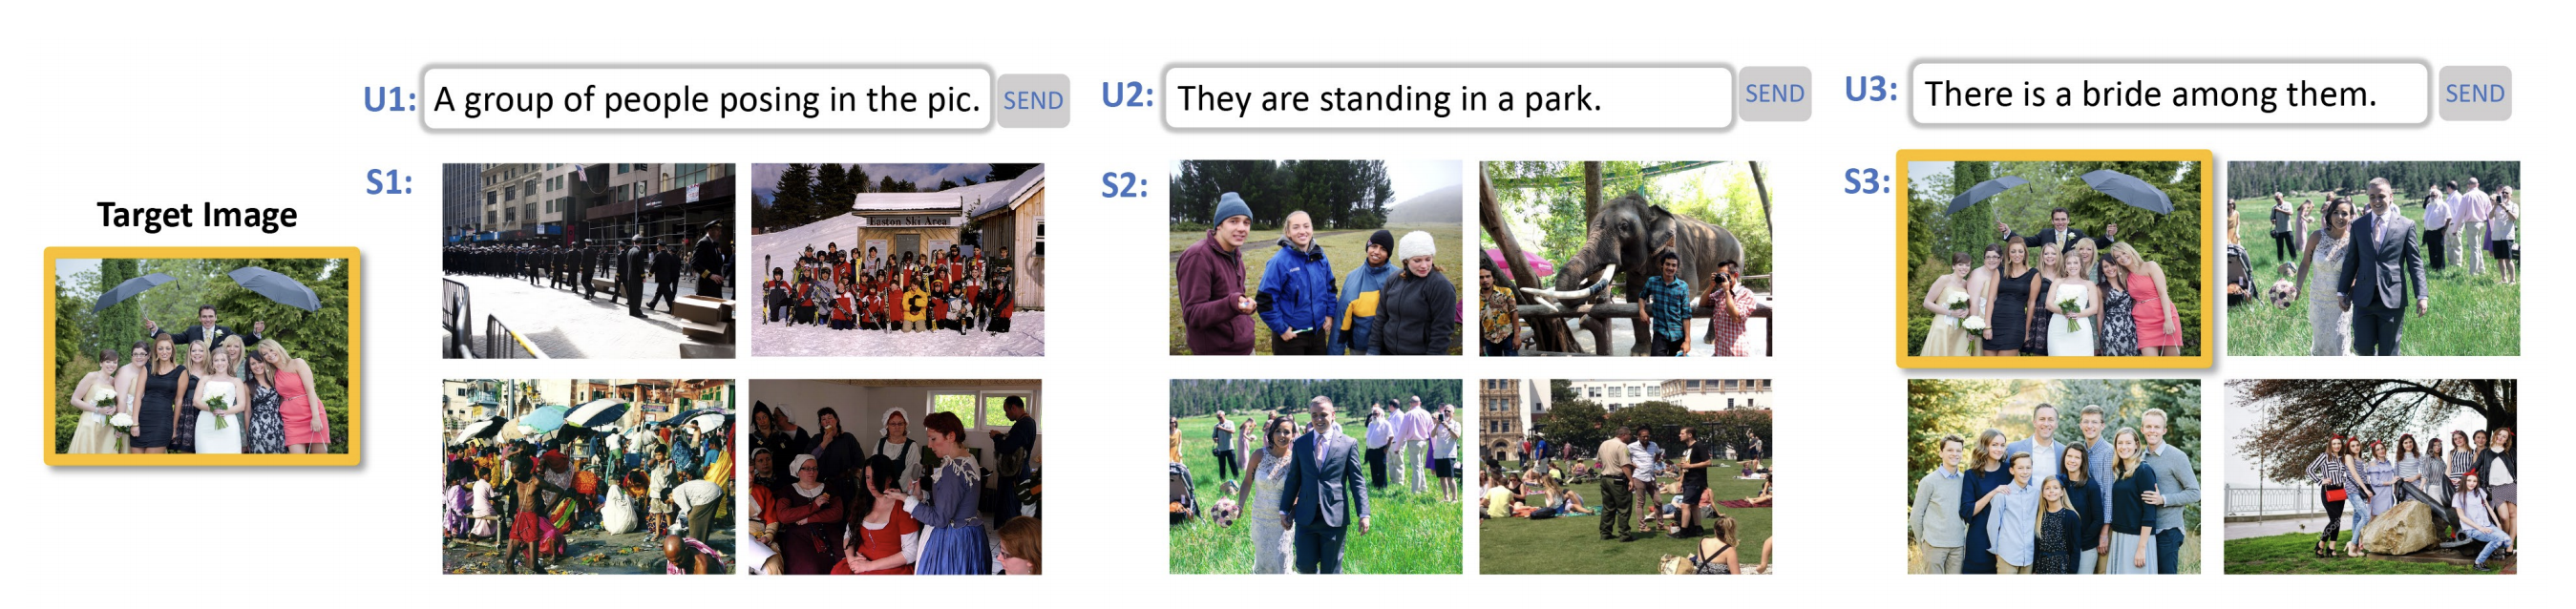 U1: A group of people posing in the pic. SEND
U2: They are standing in a park. SEND
U3: There is a bride among them. SEND
S1:
S2:
S3:
Target Image
Easton Ski Area